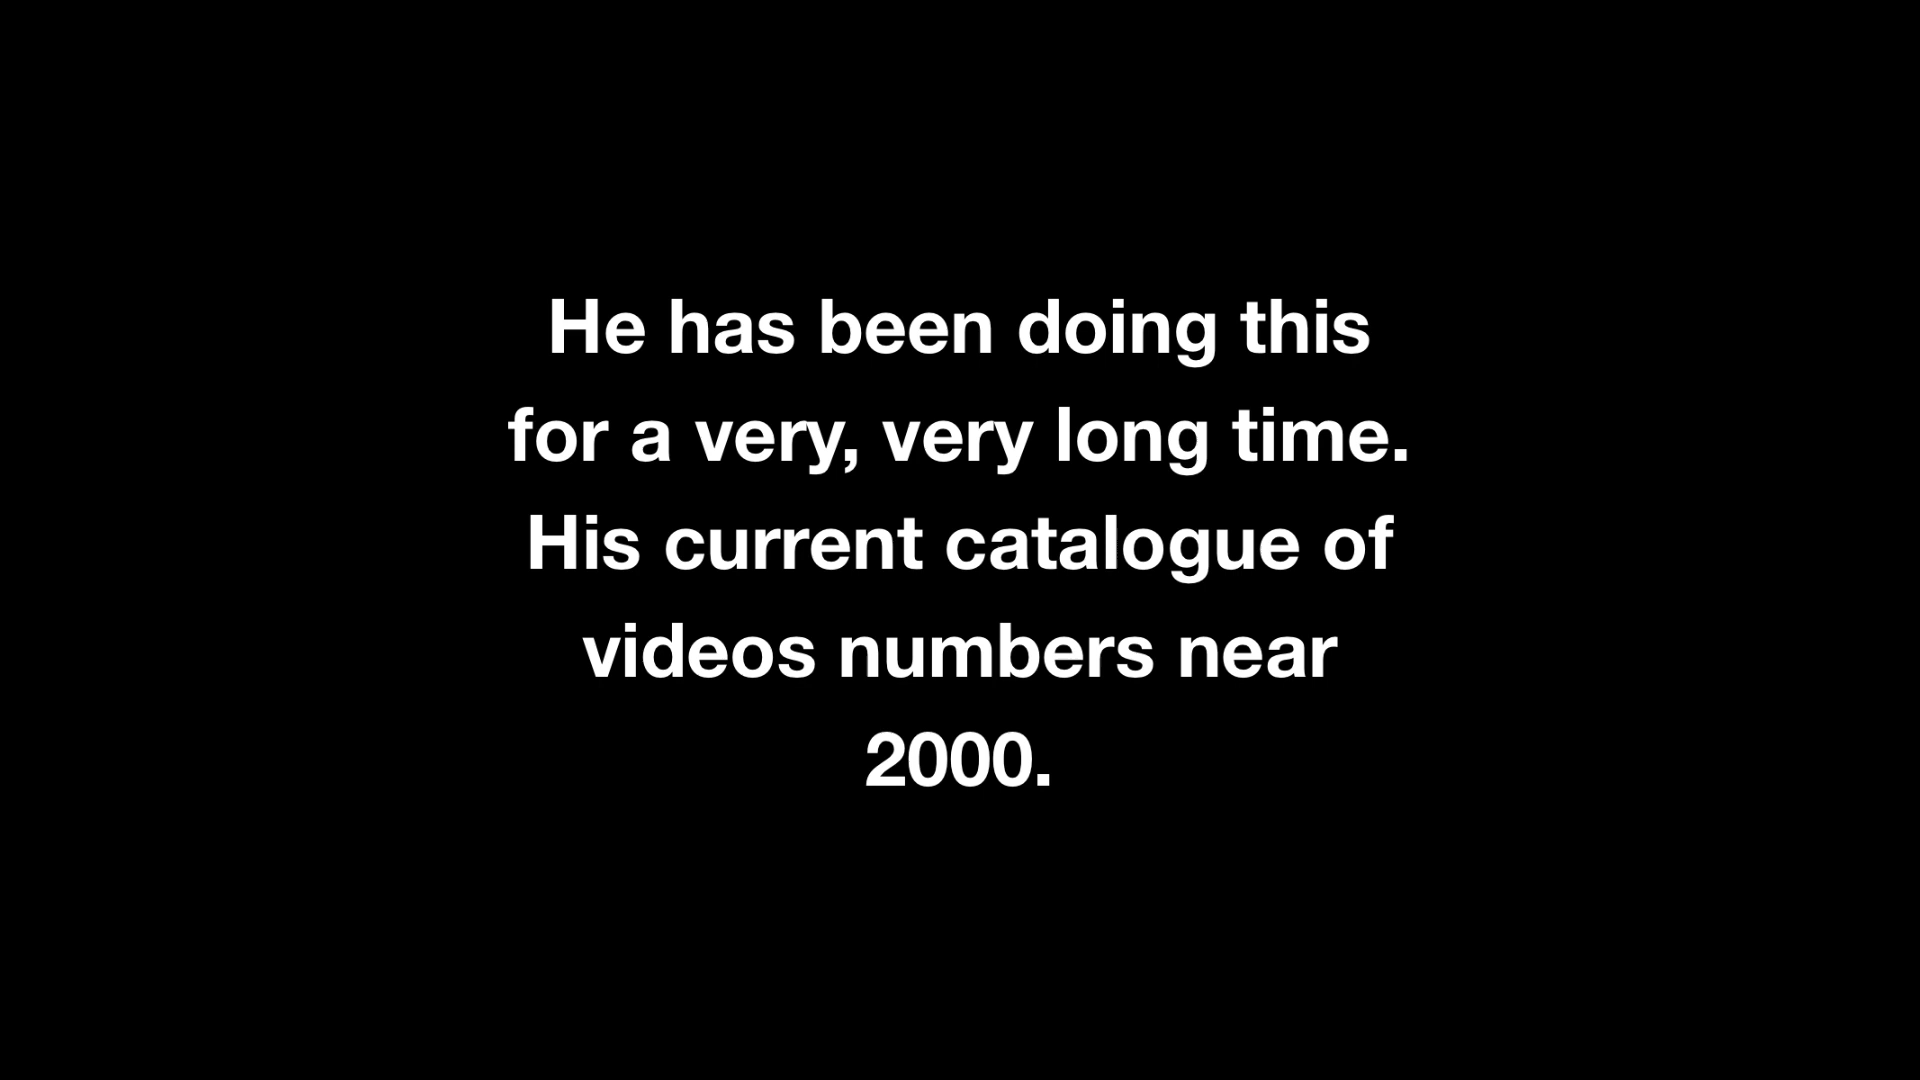 He has been doing this
for a very, very long time.
His current catalogue of
videos numbers near
2000.